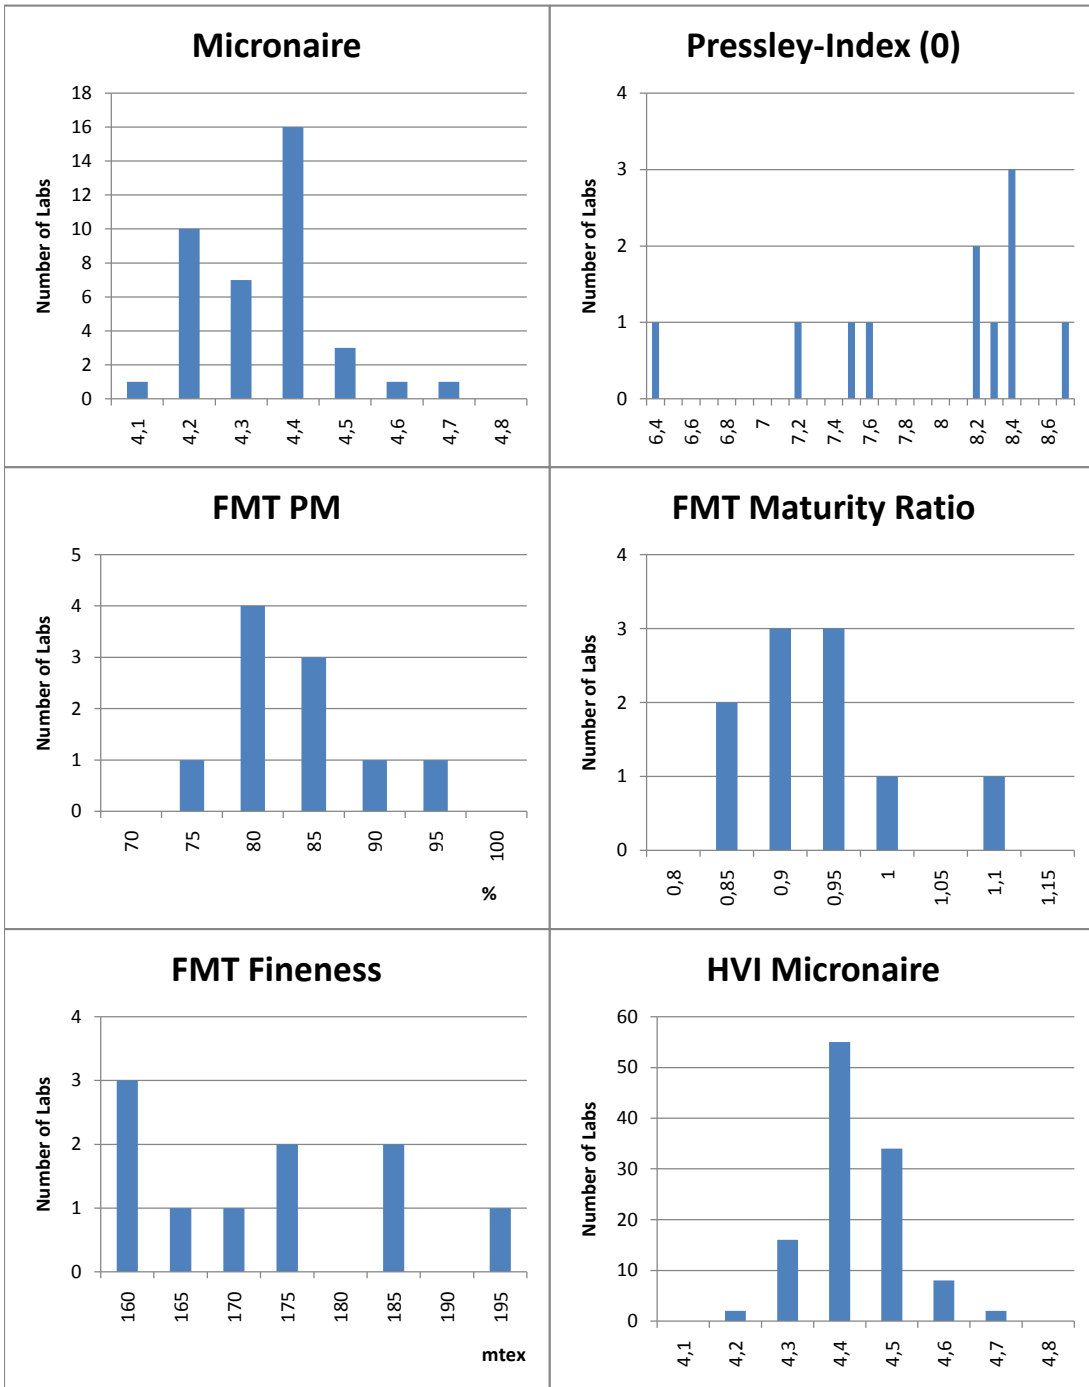 Micronaire
Number of Labs
18
16
14
12
10
8
6
4
2
0
4,1 4,2 4,3 4,4 4,5 4,6 4,7 4,8
Pressley-Index (0)
Number of Labs
4
3
2
1
0
6,4 6,6 6,8 7 7,2 7,4 7,6 7,8 8 8,2 8,4 8,6
FMT PM
Number of Labs
5
4
3
2
1
0
70 75 80 85 90 95 100
%
FMT Maturity Ratio
Number of Labs
4
3
2
1
0
0,8 0,85 0,9 0,95 1 1,05 1,1 1,15
FMT Fineness
Number of Labs
4
3
2
1
0
160 165 170 175 180 185 190 195
mtex
HVI Micronaire
Number of Labs
60
50
40
30
20
10
0
4,1 4,2 4,3 4,4 4,5 4,6 4,7 4,8